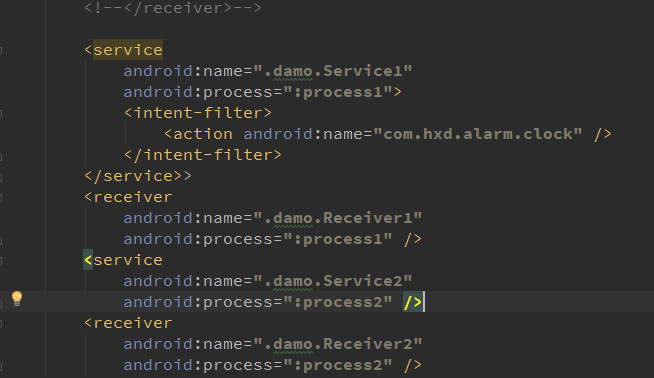 <!--</receiver>-->
<service
android:name=".damo.Service1"
android:process=":process1">
<intent-filter>
<action android:name="com.hxd.alarm.clock" />
</intent-filter>
</service>>
<receiver
android:name=".damo.Receiver1"
android:process=":process1" />
<service
android:name=".damo.Service2"
android:process=":process2" />
<receiver
android:name=".damo.Receiver2"
android:process=":process2" />